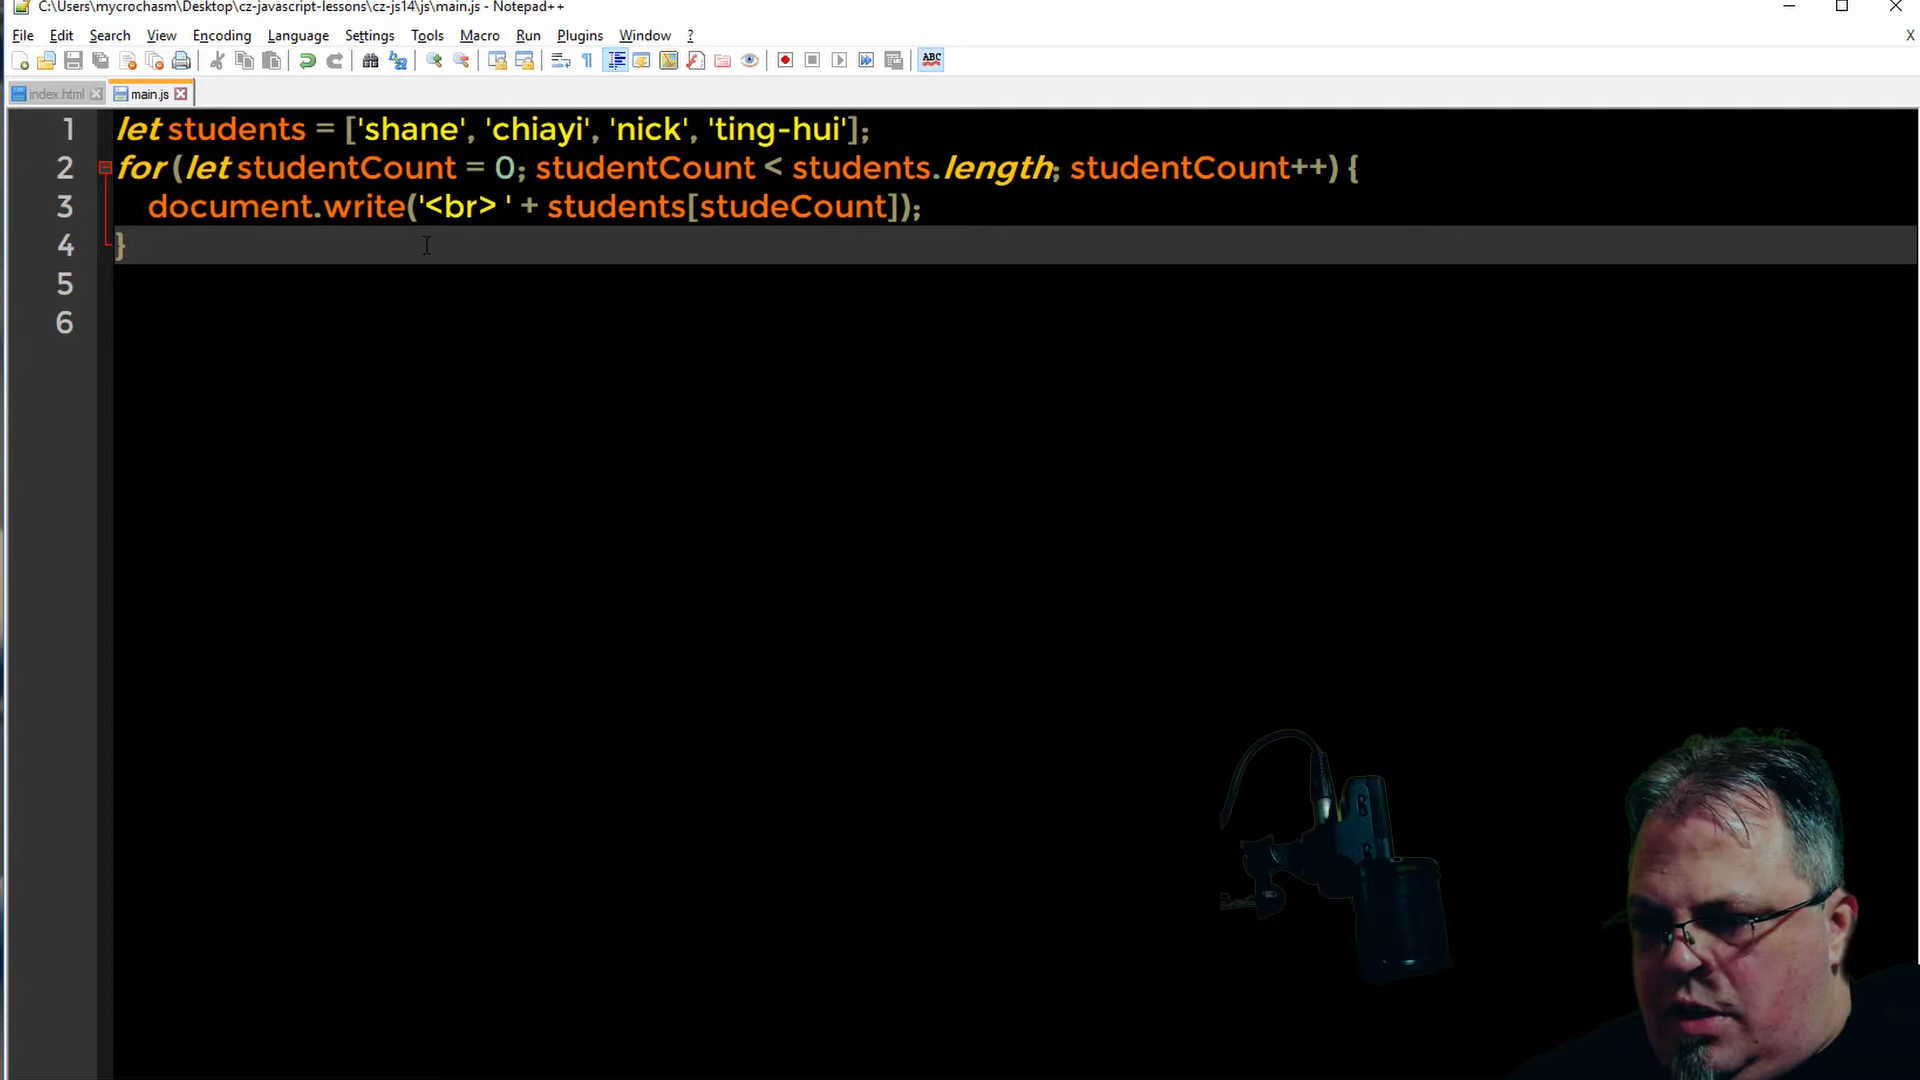 C:\Users\mycrochasm\Desktop\cz-javascript-lessons\cz-js14\js\main.js - Notepad++
File Edit Search View Encoding Language Settings Tools Macro Run Plugins Window ? X
ABC
index.html main.js
1 let students = ['shane', 'chiayi', 'nick', 'ting-hui'];
2 for (let studentCount = 0; studentCount < students.length; studentCount++) {
3 document.write('<br> ' + students[studeCount]);
4 }
5
6